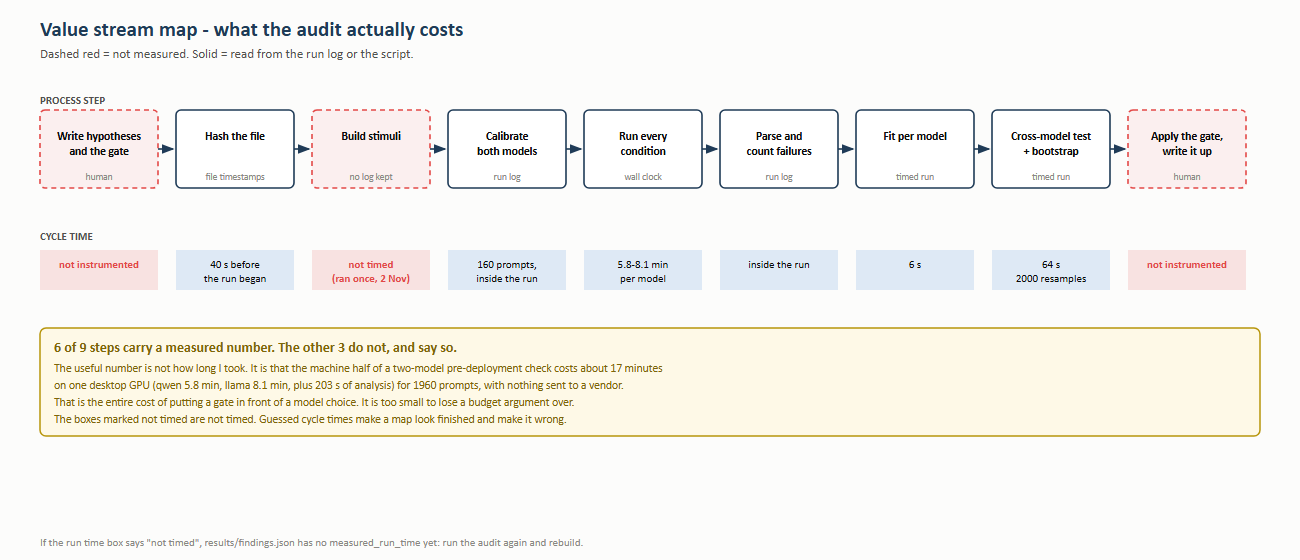 Value stream map - what the audit actually costs
Dashed red = not measured. Solid = read from the run log or the script.
PROCESS STEP
Write hypotheses
and the gate
human
Hash the file
file timestamps
Build stimuli
no log kept
Calibrate
both models
run log
Run every
condition
wall clock
Parse and
count failures
run log
Fit per model
timed run
Cross-model test
+ bootstrap
timed run
Apply the gate,
write it up
human
CYCLE TIME
not instrumented
40 s before
the run began
not timed
(ran once, 2 Nov)
160 prompts,
inside the run
5.8-8.1 min
per model
inside the run
6 s
64 s
2000 resamples
not instrumented
6 of 9 steps carry a measured number. The other 3 do not, and say so.
The useful number is not how long I took. It is that the machine half of a two-model pre-deployment check costs about 17 minutes
on one desktop GPU (qwen 5.8 min, llama 8.1 min, plus 203 s of analysis) for 1960 prompts, with nothing sent to a vendor.
That is the entire cost of putting a gate in front of a model choice. It is too small to lose a budget argument over.
The boxes marked not timed are not timed. Guessed cycle times make a map look finished and make it wrong.
If the run time box says "not timed", results/findings.json has no measured_run_time yet: run the audit again and rebuild.